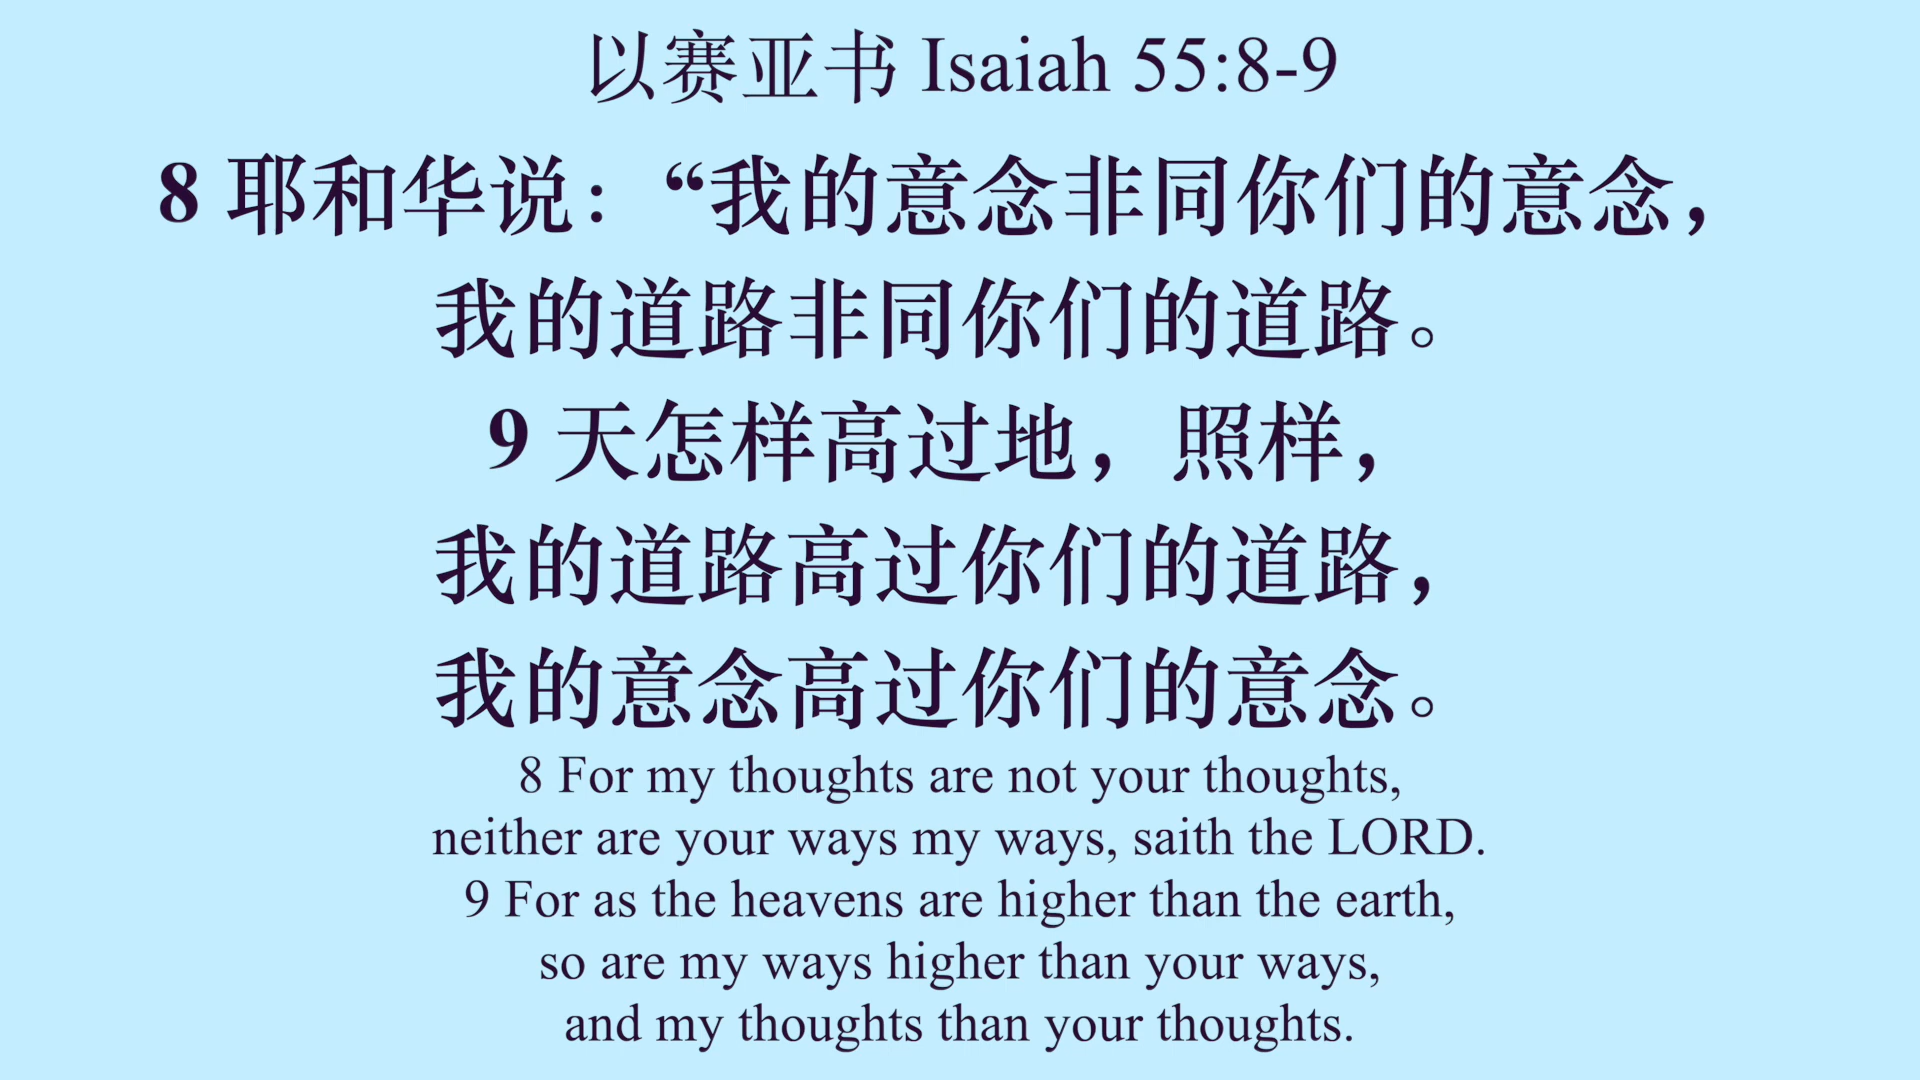 以赛亚书 Isaiah 55:8-9
8 耶和华说：“我的意念非同你们的意念，
我的道路非同你们的道路。
9 天怎样高过地，照样，
我的道路高过你们的道路，
我的意念高过你们的意念。
8 For my thoughts are not your thoughts,
neither are your ways my ways, saith the LORD.
9 For as the heavens are higher than the earth,
so are my ways higher than your ways,
and my thoughts than your thoughts.